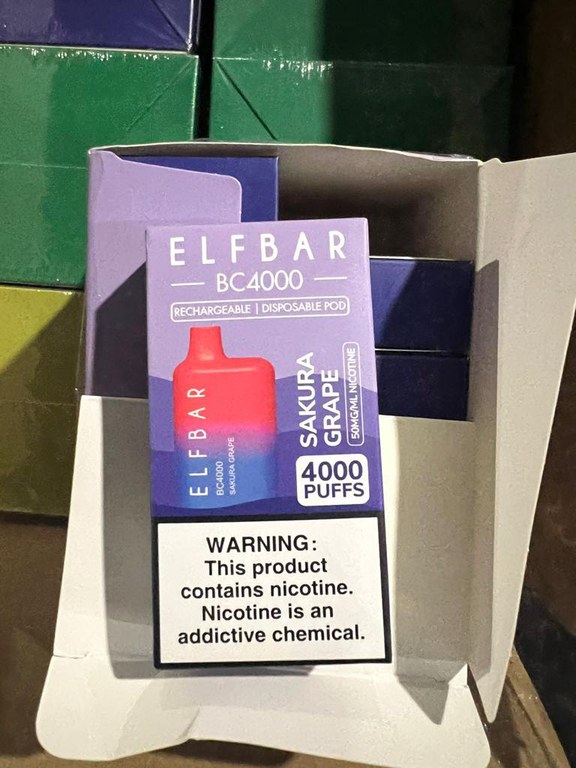 ELFBAR
BC4000
RECHARGEABLE | DISPOSABLE POD
ELFBAR
BC4000
SAKURA GRAPE
SAKURA
GRAPE
50MG/ML NICOTINE
4000
PUFFS
WARNING:
This product
contains nicotine.
Nicotine is an
addictive chemical.